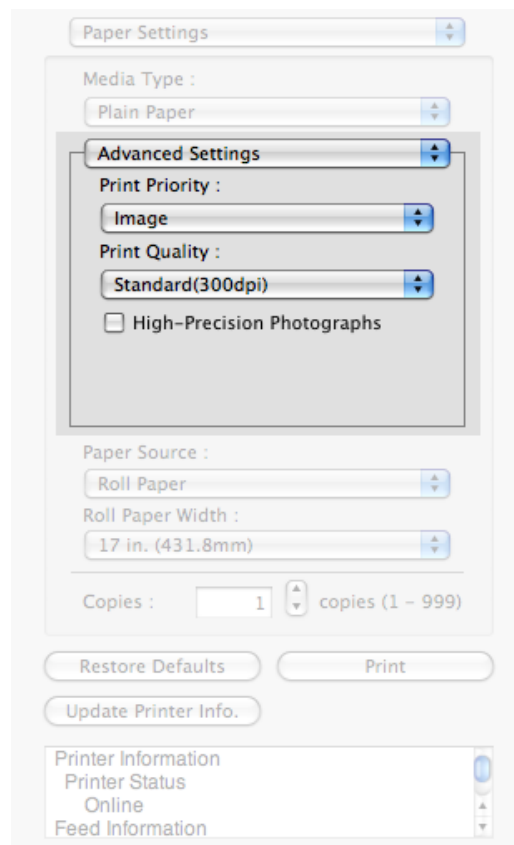 Paper Settings
Media Type :
Plain Paper
Advanced Settings
Print Priority :
Image
Print Quality :
Standard(300dpi)
High-Precision Photographs
Paper Source :
Roll Paper
Roll Paper Width :
17 in. (431.8mm)
Copies : 1 copies (1 - 999)
Restore Defaults Print
Update Printer Info.
Printer Information
Printer Status
Online
Feed Information